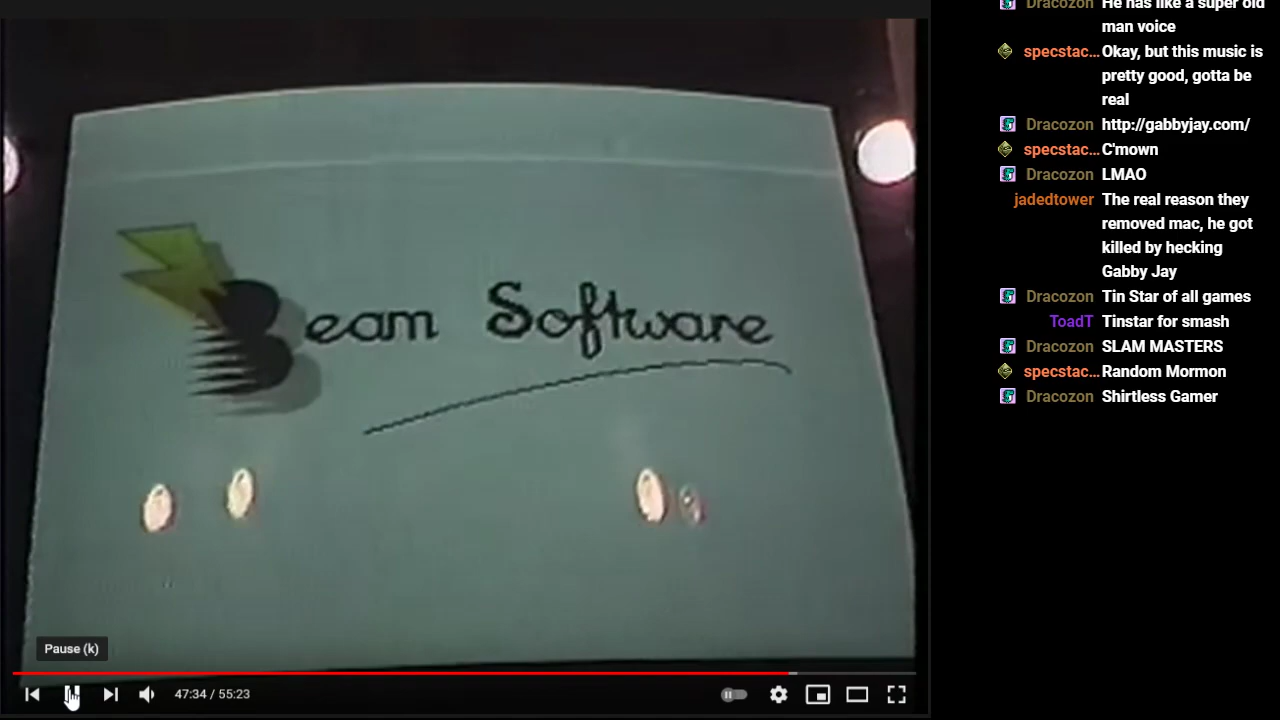 Dracozon He has like a super old
man voice
specstac... Okay, but this music is
pretty good, gotta be
real
Dracozon http://gabbyjay.com/
specstac... C'mown
Dracozon LMAO
jadedtower The real reason they
removed mac, he got
killed by hecking
Gabby Jay
Dracozon Tin Star of all games
ToadT Tinstar for smash
Dracozon SLAM MASTERS
specstac... Random Mormon
Dracozon Shirtless Gamer
Beam Software
Pause (k)
47:34 / 55:23